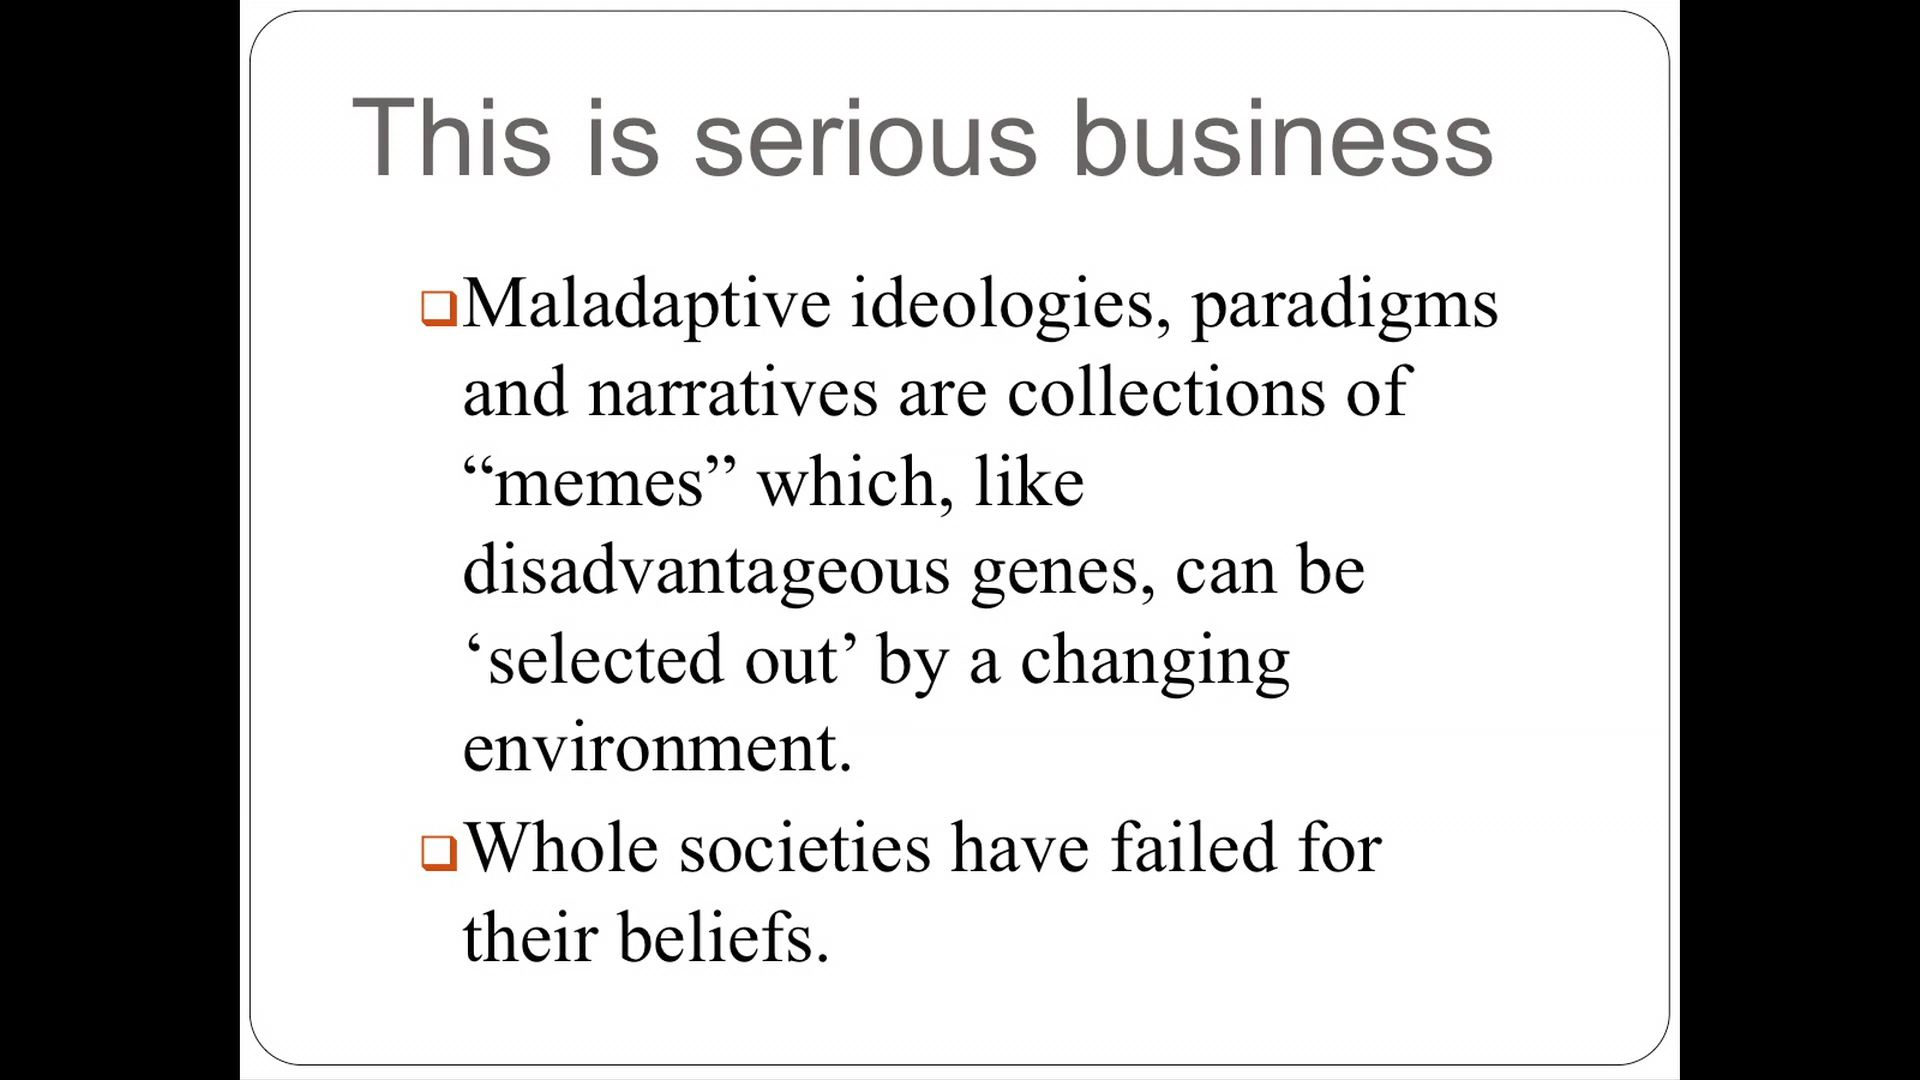 This is serious business
❑Maladaptive ideologies, paradigms
and narratives are collections of
“memes” which, like
disadvantageous genes, can be
‘selected out’ by a changing
environment.
❑Whole societies have failed for
their beliefs.